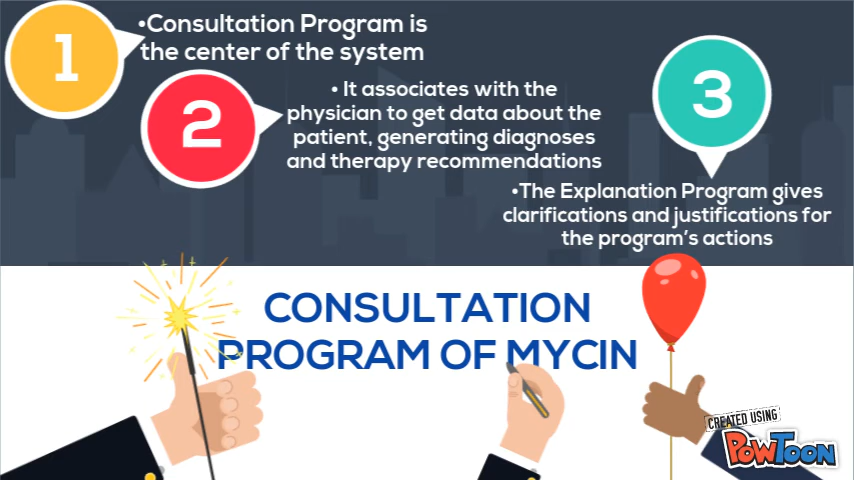 1
•Consultation Program is
the center of the system
2
• It associates with the
physician to get data about the
patient, generating diagnoses
and therapy recommendations
3
•The Explanation Program gives
clarifications and justifications for
the program's actions
CONSULTATION
PROGRAM OF MYCIN
CREATED USING
POWTOON